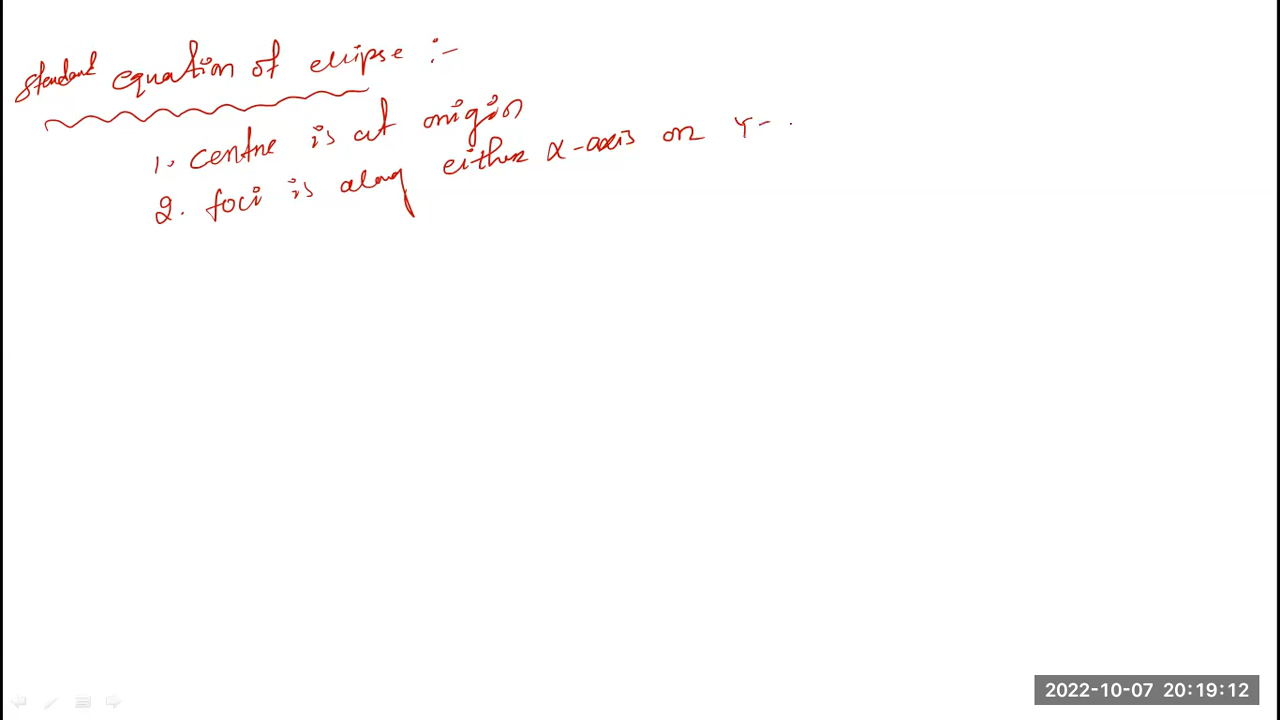 Standard equation of ellipse :-
1. centre is at origin
2. foci is along either x-axis or y-
2022-10-07 20:19:12